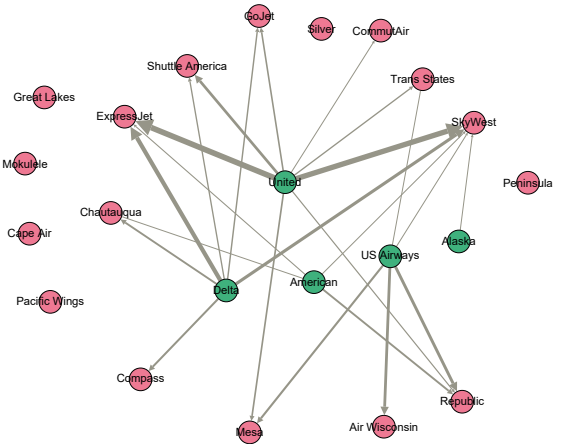 GoJet
Silver
CommutAir
Shuttle America
Trans States
Great Lakes
ExpressJet
SkyWest
Mokulele
United
Peninsula
Chautauqua
Cape Air
Alaska
US Airways
American
Delta
Pacific Wings
Compass
Republic
Air Wisconsin
Mesa